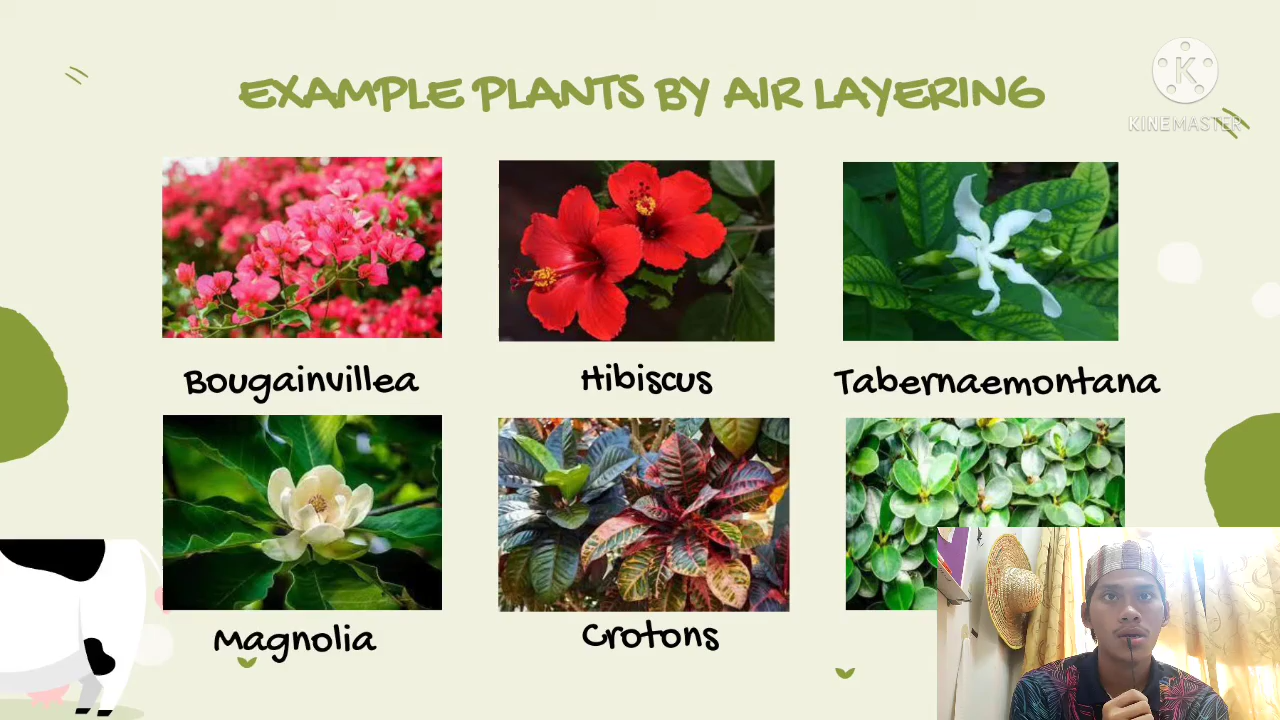 EXAMPLE PLANTS BY AIR LAYERING
K
KINEMASTER
Bougainvillea
Hibiscus
Tabernaemontana
Magnolia
Crotons